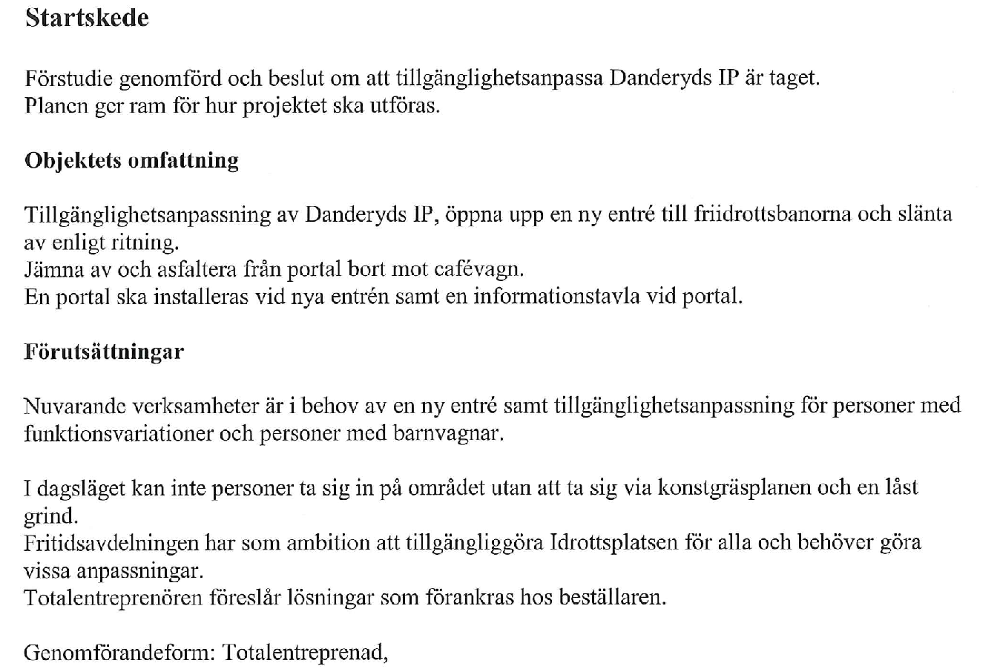 Startskede
Förstudie genomförd och beslut om att tillgänglighetsanpassa Danderyds IP är taget.
Planen ger ram för hur projektet ska utföras.
Objektets omfattning
Tillgänglighetsanpassning av Danderyds IP, öppna upp en ny entré till friidrottsbanorna och slänta
av enligt ritning.
Jämna av och asfaltera från portal bort mot cafévagn.
En portal ska installeras vid nya entrén samt en informationstavla vid portal.
Förutsättningar
Nuvarande verksamheter är i behov av en ny entré samt tillgänglighetsanpassning för personer med
funktionsvariationer och personer med barnvagnar.
I dagsläget kan inte personer ta sig in på området utan att ta sig via konstgräsplanen och en låst
grind.
Fritidsavdelningen har som ambition att tillgängliggöra Idrottsplatsen för alla och behöver göra
vissa anpassningar.
Totalentreprenören föreslår lösningar som förankras hos beställaren.
Genomförandeform: Totalentreprenad,